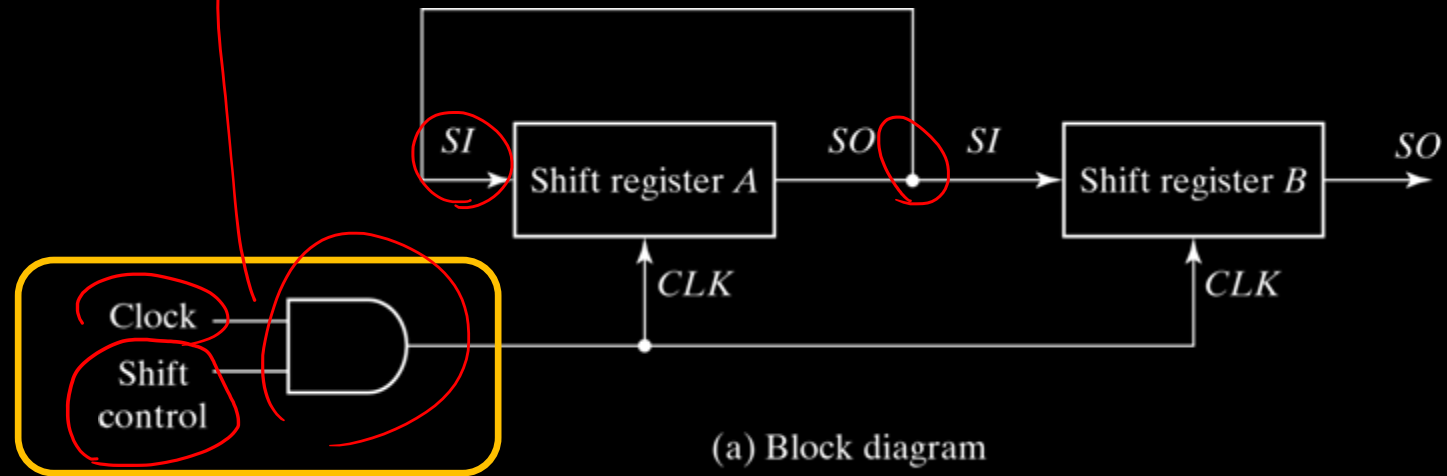 SI
Shift register A
SO
SI
Shift register B
SO
CLK
CLK
Clock
Shift
control
(a) Block diagram